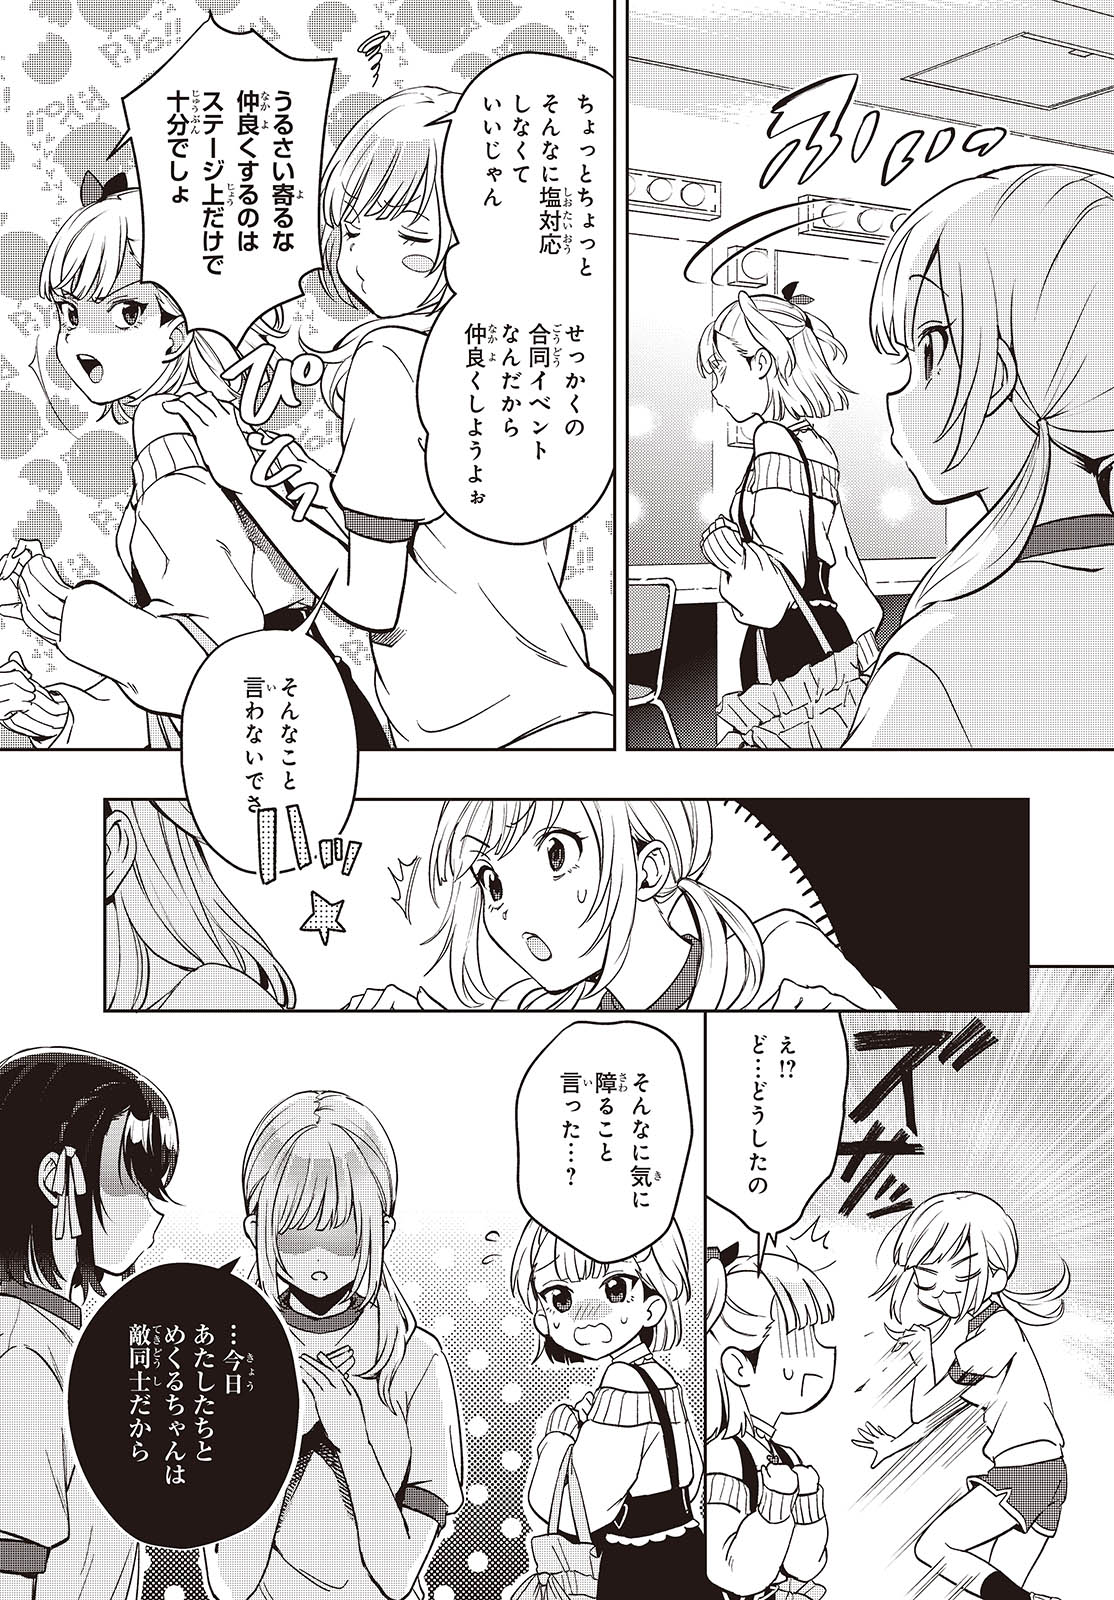 ちょっとちょっと
そんなに塩対応
しなくて
いいじゃん
せっかくの
合同イベント
なんだから
仲良くしようよぉ
うるさい寄るな
仲良くするのは
ステージ上だけで
十分でしょ
ぴとっ
そんなこと
言わないでさ
ズザッ
え!?
ど…どうしたの
そんなに気に
障ること
言った…?
…今日
あたしたちと
めくるちゃんは
敵同士だから